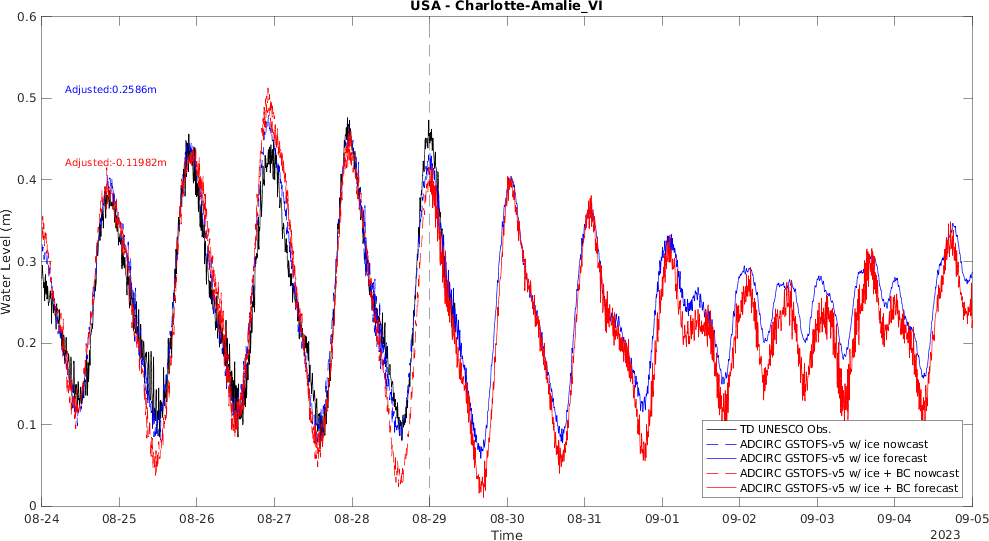 USA - Charlotte-Amalie_VI
0.6
0.5
0.4
0.3
0.2
0.1
0
Water Level (m)
Adjusted:0.2586m
Adjusted:-0.11982m
TD UNESCO Obs.
ADCIRC GSTOFS-v5 w/ ice nowcast
ADCIRC GSTOFS-v5 w/ ice forecast
ADCIRC GSTOFS-v5 w/ ice + BC nowcast
ADCIRC GSTOFS-v5 w/ ice + BC forecast
08-24 08-25 08-26 08-27 08-28 08-29 08-30 08-31 09-01 09-02 09-03 09-04 09-05
Time
2023